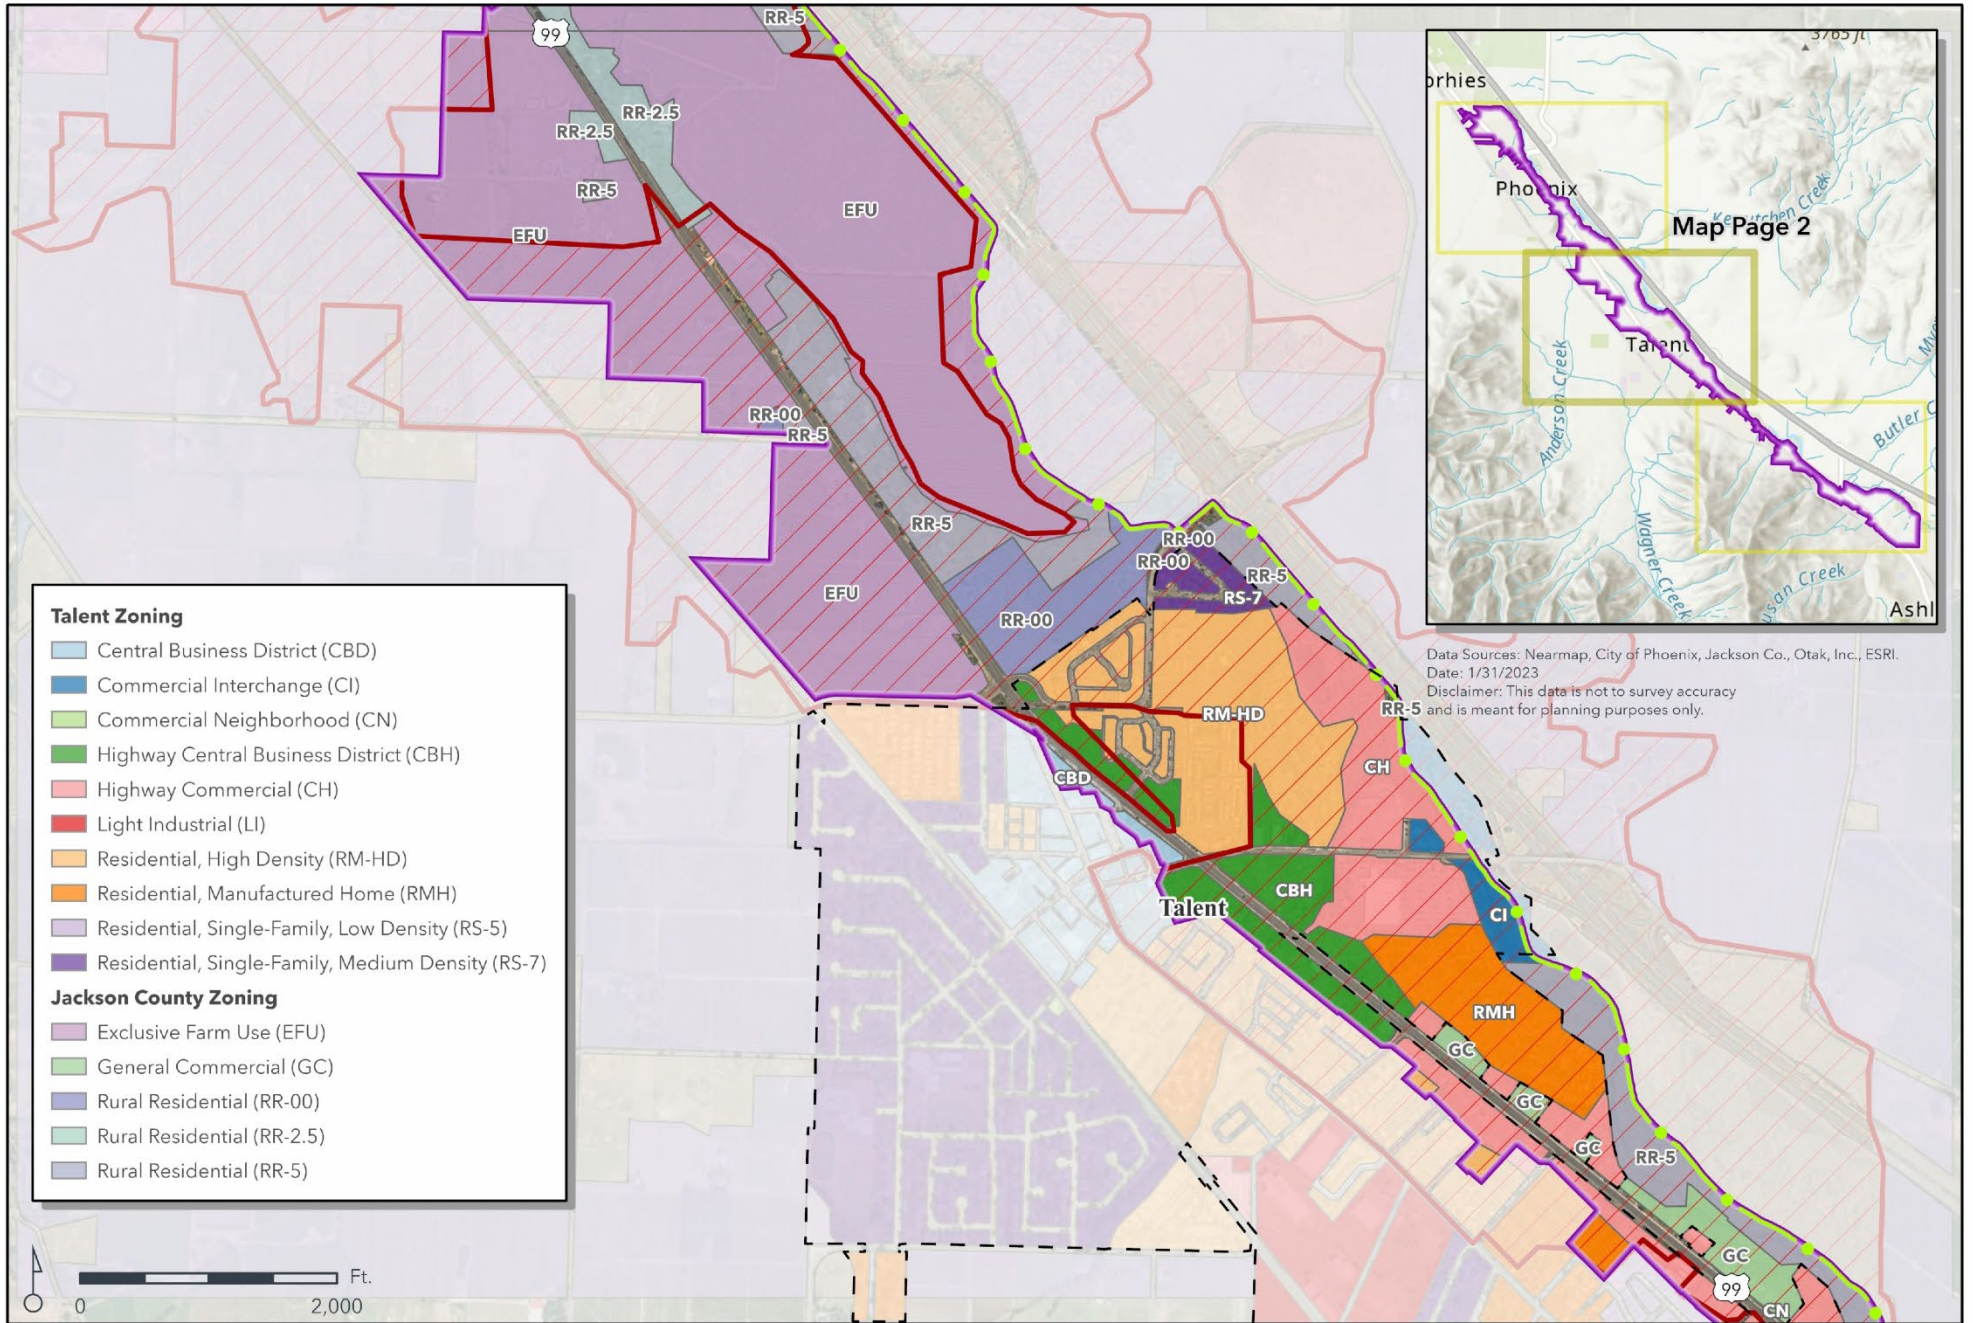 RR-5
99
RR-2.5
RR-2.5
RR-5
EFU
EFU
RR-00
RR-5
RR-5
EFU
RR-00
RR-00
RR-00
RR-5
RS-7
RM-HD
RR-5
CH
CBD
CBH
Talent
CI
RMH
GC
GC
GC
RR-5
GC
99
CN
Talent Zoning
Central Business District (CBD)
Commercial Interchange (CI)
Commercial Neighborhood (CN)
Highway Central Business District (CBH)
Highway Commercial (CH)
Light Industrial (LI)
Residential, High Density (RM-HD)
Residential, Manufactured Home (RMH)
Residential, Single-Family, Low Density (RS-5)
Residential, Single-Family, Medium Density (RS-7)
Jackson County Zoning
Exclusive Farm Use (EFU)
General Commercial (GC)
Rural Residential (RR-00)
Rural Residential (RR-2.5)
Rural Residential (RR-5)
Ft.
0 2,000
3765 ft
orhies
Phoenix
Map Page 2
Talent
Anderson Creek
Butler C
Wagner Creek
usan Creek
Ashl
Data Sources: Nearmap, City of Phoenix, Jackson Co., Otak, Inc., ESRI.
Date: 1/31/2023
Disclaimer: This data is not to survey accuracy
and is meant for planning purposes only.